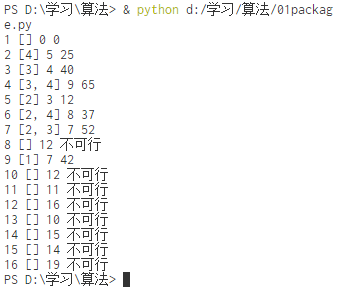 PS D:\学习\算法> & python d:/学习/算法/01packag
e.py
1 [] 0 0
2 [4] 5 25
3 [3] 4 40
4 [3, 4] 9 65
5 [2] 3 12
6 [2, 4] 8 37
7 [2, 3] 7 52
8 [] 12 不可行
9 [1] 7 42
10 [] 12 不可行
11 [] 11 不可行
12 [] 16 不可行
13 [] 10 不可行
14 [] 15 不可行
15 [] 14 不可行
16 [] 19 不可行
PS D:\学习\算法>